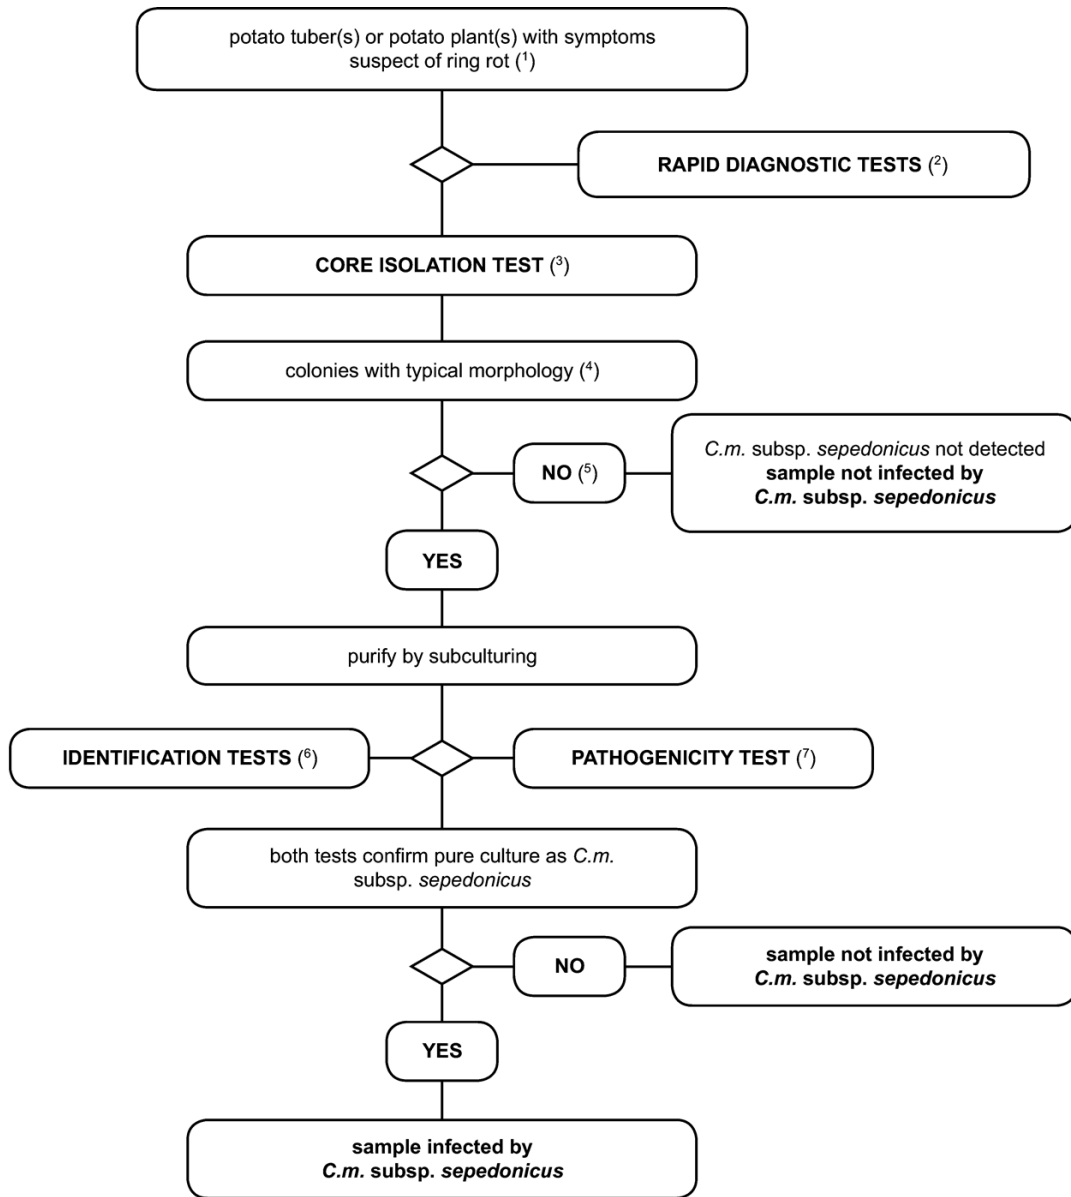 potato tuber(s) or potato plant(s) with symptoms
suspect of ring rot (¹)
RAPID DIAGNOSTIC TESTS (²)
CORE ISOLATION TEST (³)
colonies with typical morphology (⁴)
NO (⁵)
C.m. subsp. sepedonicus not detected
sample not infected by
C.m. subsp. sepedonicus
YES
purify by subculturing
IDENTIFICATION TESTS (⁶)
PATHOGENICITY TEST (⁷)
both tests confirm pure culture as C.m.
subsp. sepedonicus
NO
sample not infected by
C.m. subsp. sepedonicus
YES
sample infected by
C.m. subsp. sepedonicus